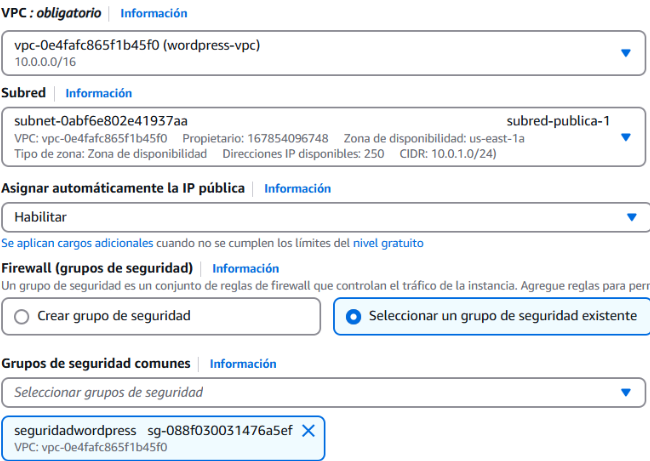 VPC : obligatorio Información
vpc-0e4fafc865f1b45f0 (wordpress-vpc)
10.0.0.0/16
Subred Información
subnet-0abf6e802e41937aa subred-publica-1
VPC: vpc-0e4fafc865f1b45f0 Propietario: 167854096748 Zona de disponibilidad: us-east-1a
Tipo de zona: Zona de disponibilidad Direcciones IP disponibles: 250 CIDR: 10.0.1.0/24)
Asignar automáticamente la IP pública Información
Habilitar
Se aplican cargos adicionales cuando no se cumplen los límites del nivel gratuito
Firewall (grupos de seguridad) Información
Un grupo de seguridad es un conjunto de reglas de firewall que controlan el tráfico de la instancia. Agregue reglas para perr
Crear grupo de seguridad
Seleccionar un grupo de seguridad existente
Grupos de seguridad comunes Información
Seleccionar grupos de seguridad
seguridadwordpress sg-088f030031476a5ef
VPC: vpc-0e4fafc865f1b45f0